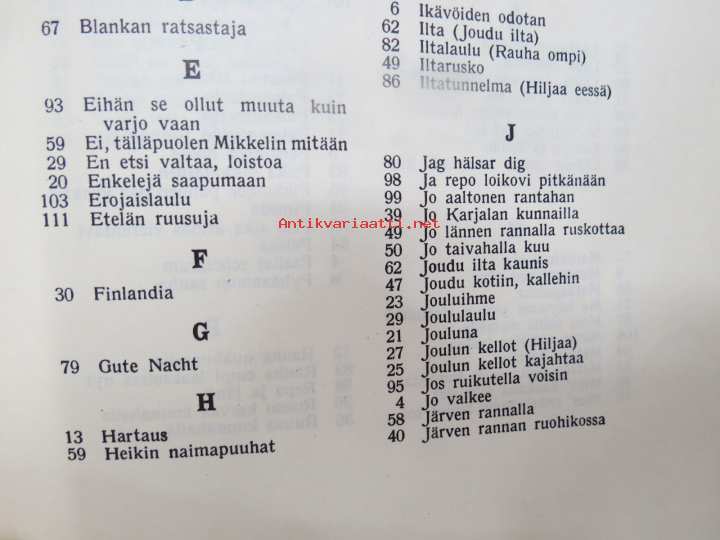 67 Blankan ratsastaja
E
93 Eihän se ollut muuta kuin
varjo vaan
59 Ei, tälläpuolen Mikkelin mitään
29 En etsi valtaa, loistoa
20 Enkelejä saapumaan
103 Erojaislaulu
111 Etelän ruusuja
F
30 Finlandia
G
79 Gute Nacht
H
13 Hartaus
59 Heikin naimapuuhat
6 Ikävöiden odotan
62 Ilta (Joudu ilta)
82 Iltalaulu (Rauha ompi)
49 Iltarusko
86 Iltatunnelma (Hiljaa eessä)
J
80 Jag hälsar dig
98 Ja repo loikovi pitkänään
99 Jo aaltonen rantahan
39 Jo Karjalan kunnailla
49 Jo lännen rannalla ruskottaa
50 Jo taivahalla kuu
62 Joudu ilta kaunis
47 Joudu kotiin, kallehin
23 Jouluihme
29 Joululaulu
21 Jouluna
27 Joulun kellot (Hiljaa)
25 Joulun kellot kajahtaa
95 Jos ruikutella voisin
4 Jo valkee
58 Järven rannalla
40 Järven rannan ruohikossa
Antikvariaatti.net